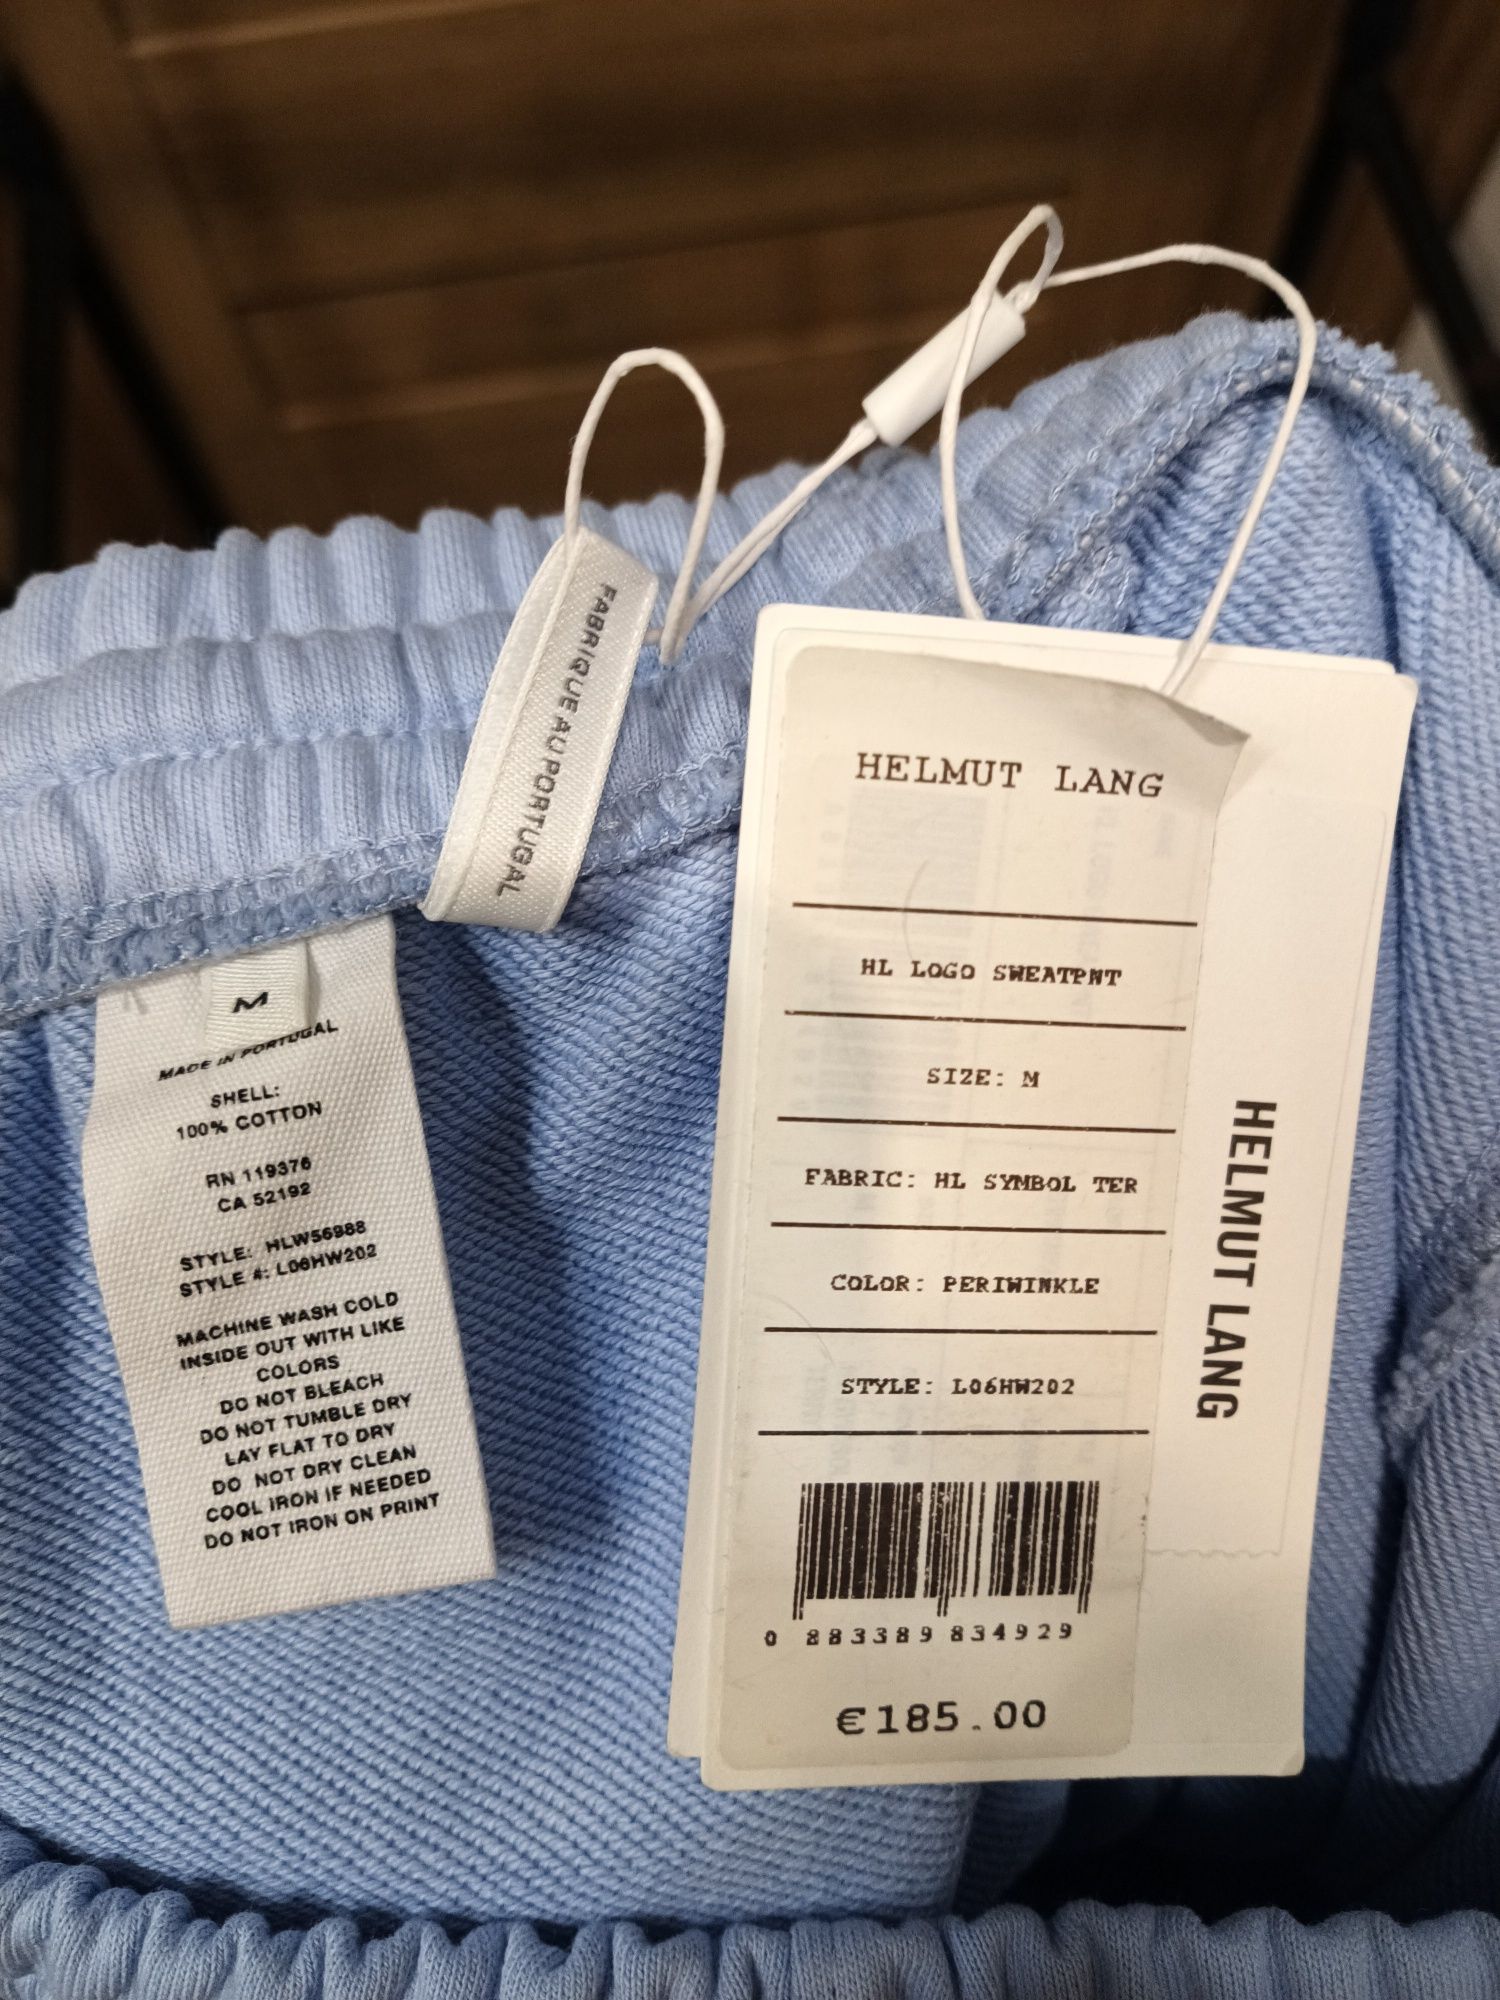 FABRIQUE AU PORTUGAL
M
MADE IN PORTUGAL
SHELL:
100% COTTON
RN 119376
CA 52192
STYLE: HLW56988
STYLE #: L06HW202
MACHINE WASH COLD
INSIDE OUT WITH LIKE
COLORS
DO NOT BLEACH
DO NOT TUMBLE DRY
LAY FLAT TO DRY
DO NOT DRY CLEAN
COOL IRON IF NEEDED
DO NOT IRON ON PRINT
HELMUT LANG
HL LOGO SWEATPNT
SIZE: M
FABRIC: HL SYMBOL TER
COLOR: PERIWINKLE
STYLE: L06HW202
0 883389 834929
€185.00
HELMUT LANG